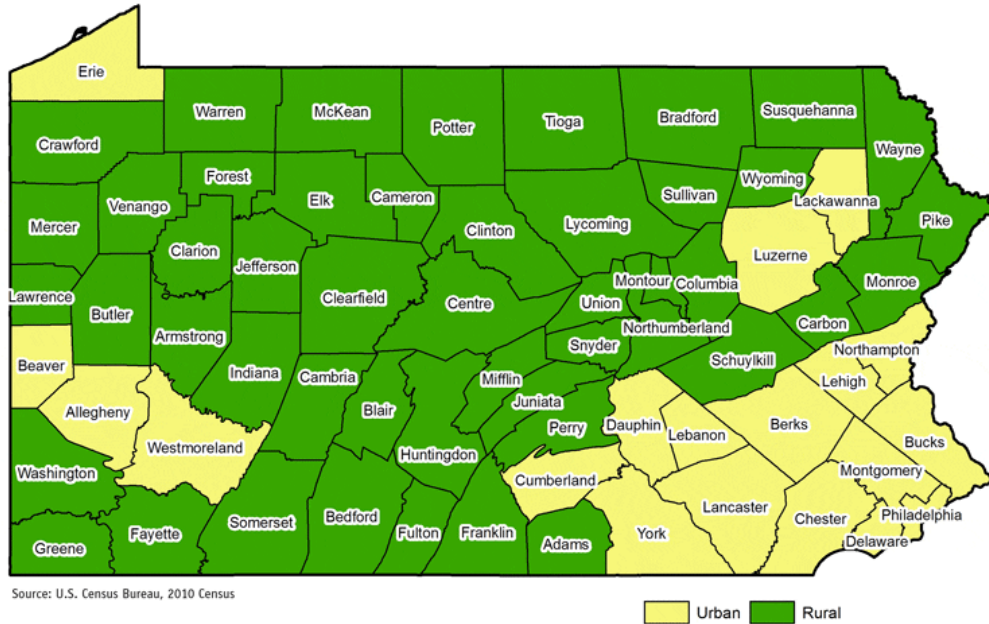 Erie
Warren
McKean
Potter
Tioga
Bradford
Susquehanna
Crawford
Wayne
Forest
Wyoming
Elk
Cameron
Sullivan
Lackawanna
Venango
Mercer
Lycoming
Pike
Clinton
Clarion
Luzerne
Jefferson
Montour
Columbia
Monroe
Lawrence
Clearfield
Centre
Union
Butler
Carbon
Northumberland
Armstrong
Snyder
Northampton
Schuylkill
Beaver
Indiana
Cambria
Mifflin
Lehigh
Juniata
Blair
Allegheny
Perry
Dauphin
Berks
Lebanon
Bucks
Westmoreland
Huntingdon
Montgomery
Washington
Cumberland
Lancaster
Philadelphia
Chester
Somerset
Bedford
Fayette
Fulton
Franklin
York
Delaware
Adams
Greene
Source: U.S. Census Bureau, 2010 Census
Urban
Rural